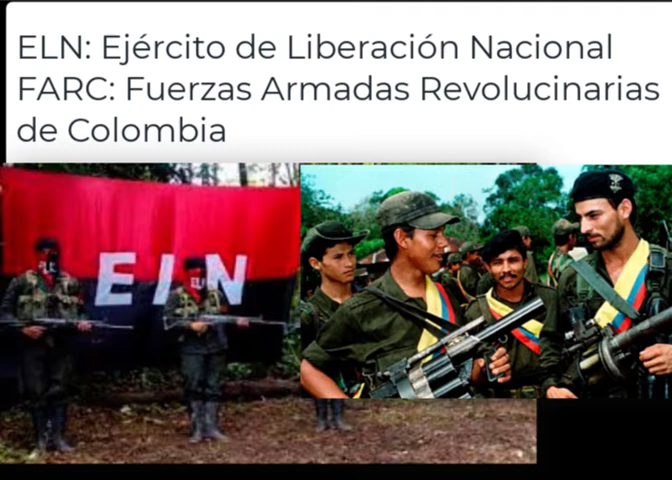 ELN: Ejército de Liberación Nacional
FARC: Fuerzas Armadas Revolucinarias
de Colombia
ELN